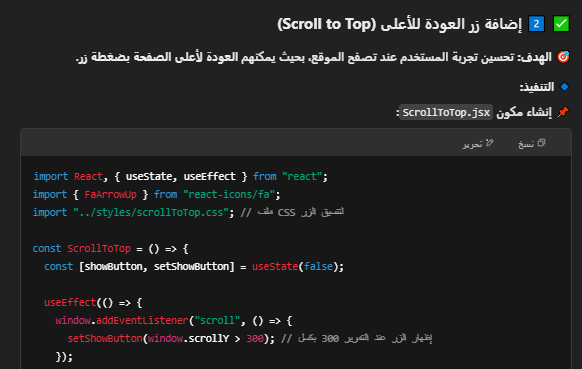 ✅ 2️⃣ إضافة زر العودة للأعلى (Scroll to Top)
🎯 الهدف: تحسين تجربة المستخدم عند تصفح الموقع، بحيث يمكنهم العودة لأعلى الصفحة بضغطة زر.
🔹 التنفيذ:
📌 إنشاء مكون ScrollToTop.jsx:
نسخ تحرير
import React, { useState, useEffect } from "react";
import { FaArrowUp } from "react-icons/fa";
import "../styles/scrollToTop.css"; // ملف CSS لتنسيق الزر
const ScrollToTop = () => {
const [showButton, setShowButton] = useState(false);
useEffect(() => {
window.addEventListener("scroll", () => {
setShowButton(window.scrollY > 300); // إظهار الزر عند التمرير 300 بكسل
});